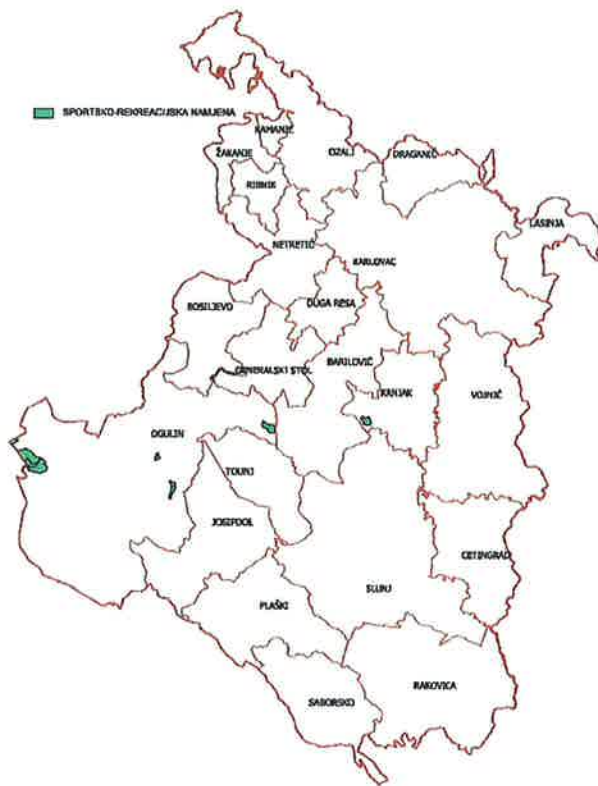 SPORTSKO-REKREACIJSKA NAMJENA
KAMANJE
ŽAKANJE
OZALJ
DRAGANIĆ
RIBNIK
LASINJA
NETRETIĆ
KARLOVAC
BOSILJEVO
DUGA RESA
GENERALSKI STOL
BARILOVIĆ
KRNJAK
VOJNIĆ
OGULIN
TOUNJ
JOSIPDOL
CETINGRAD
SLUNJ
PLAŠKI
RAKOVICA
SABORSKO